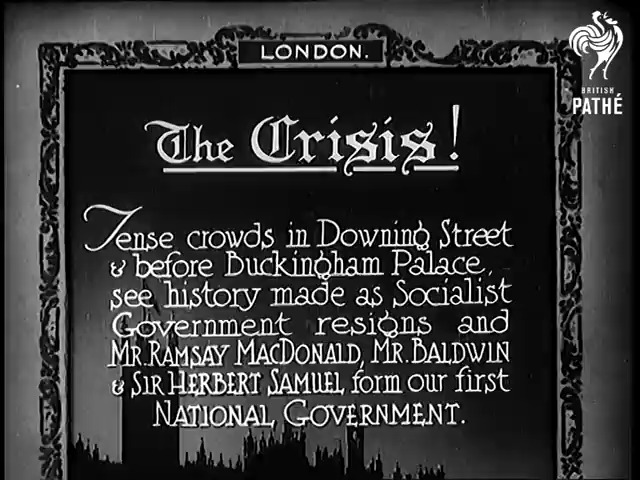 LONDON.
BRITISH
PATHÉ
The Crisis!
Tense crowds in Downing Street
& before Buckingham Palace,
see history made as Socialist
Government resigns and
MR. RAMSAY MACDONALD, MR. BALDWIN
& SIR HERBERT SAMUEL form our first
NATIONAL GOVERNMENT.